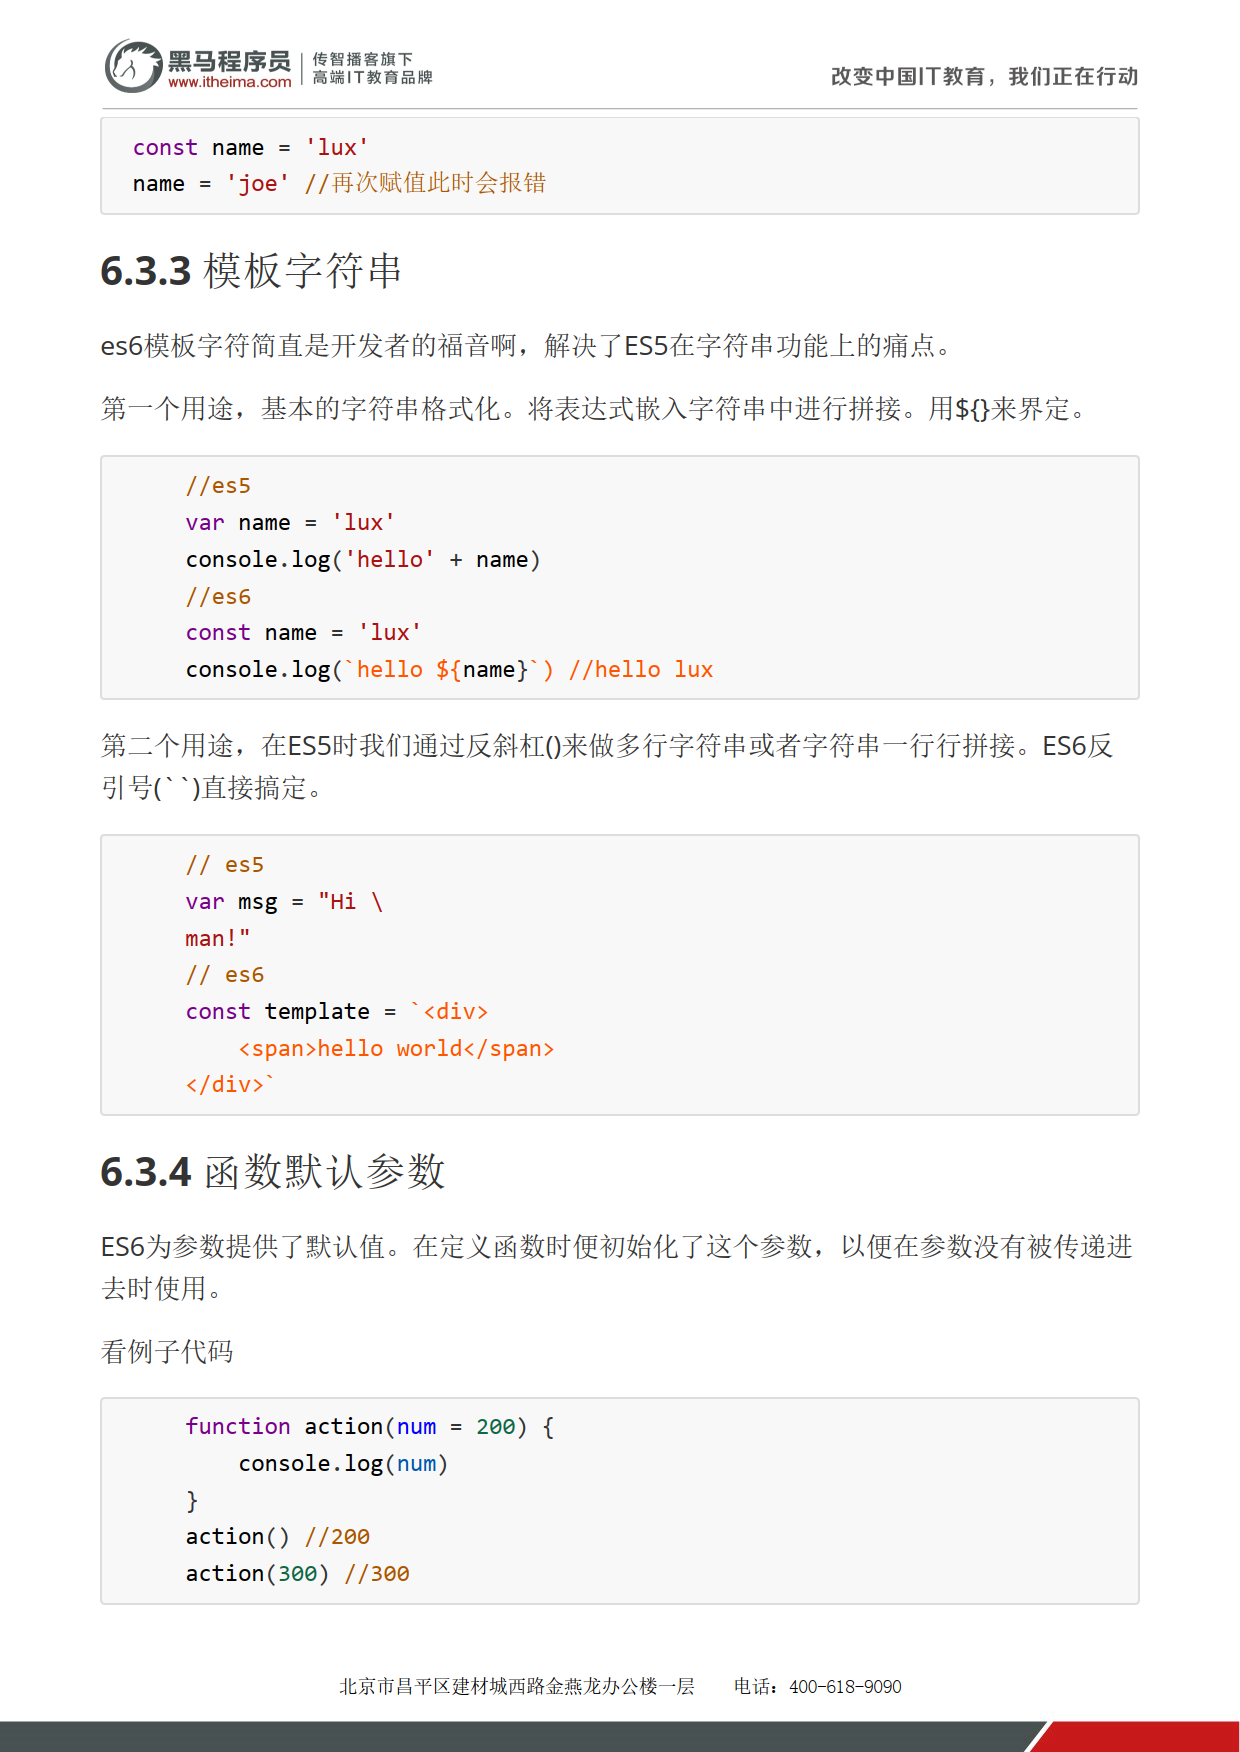 黑马程序员
www.itheima.com
传智播客旗下
高端IT教育品牌
改变中国IT教育，我们正在行动
const name = 'lux'
name = 'joe' //再次赋值此时会报错
6.3.3 模板字符串
es6模板字符简直是开发者的福音啊，解决了ES5在字符串功能上的痛点。
第一个用途，基本的字符串格式化。将表达式嵌入字符串中进行拼接。用${}来界定。
//es5
var name = 'lux'
console.log('hello' + name)
//es6
const name = 'lux'
console.log(`hello ${name}`) //hello lux
第二个用途，在ES5时我们通过反斜杠()来做多行字符串或者字符串一行行拼接。ES6反
引号(``)直接搞定。
// es5
var msg = "Hi \
man!"
// es6
const template = `<div>
    <span>hello world</span>
</div>`
6.3.4 函数默认参数
ES6为参数提供了默认值。在定义函数时便初始化了这个参数，以便在参数没有被传递进
去时使用。
看例子代码
function action(num = 200) {
    console.log(num)
}
action() //200
action(300) //300
北京市昌平区建材城西路金燕龙办公楼一层 电话：400-618-9090